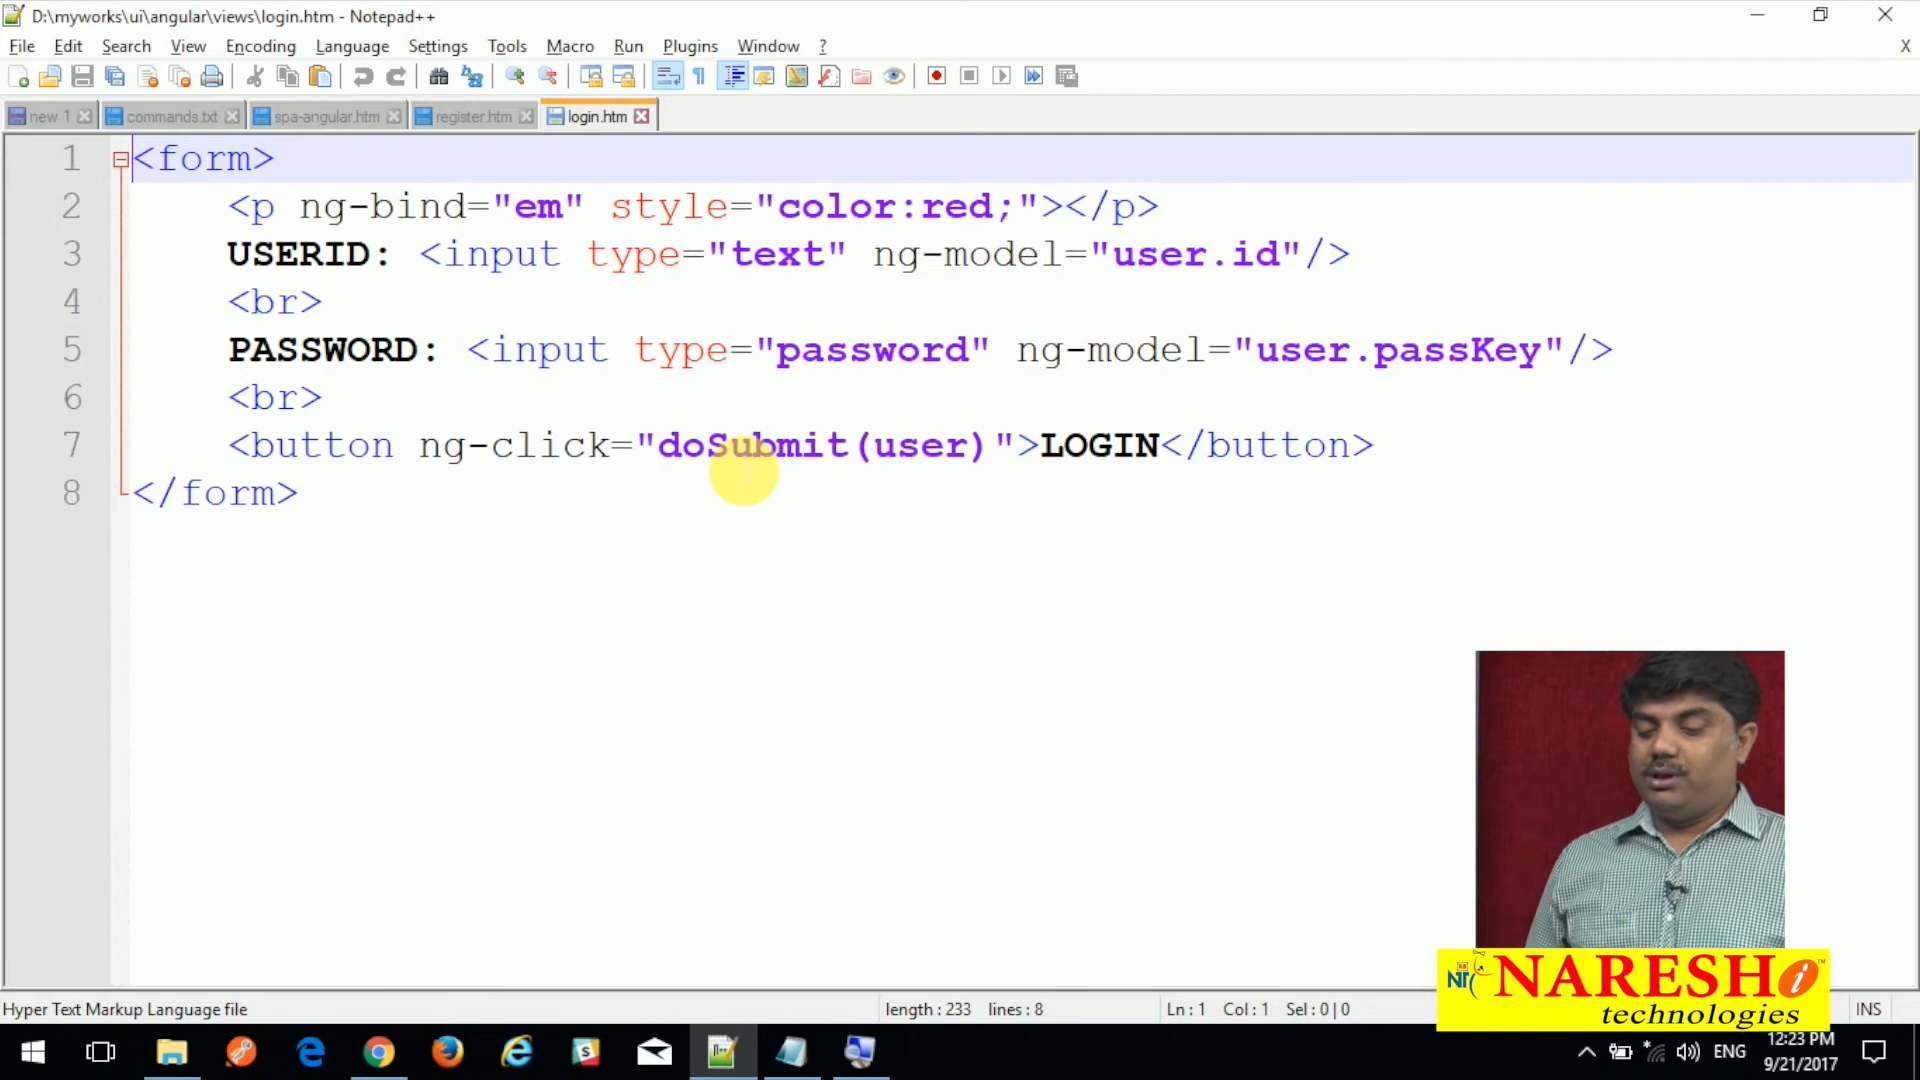 D:\myworks\ui\angular\views\login.htm - Notepad++
File Edit Search View Encoding Language Settings Tools Macro Run Plugins Window ? X
new 1 commands.txt spa-angular.htm register.htm login.htm
1 <form>
2 <p ng-bind="em" style="color:red;"></p>
3 USERID: <input type="text" ng-model="user.id"/>
4 <br>
5 PASSWORD: <input type="password" ng-model="user.passKey"/>
6 <br>
7 <button ng-click="doSubmit(user)">LOGIN</button>
8 </form>
NARESH i
technologies
Hyper Text Markup Language file length : 233 lines : 8 Ln : 1 Col : 1 Sel : 0 | 0 INS
ENG 12:23 PM
9/21/2017